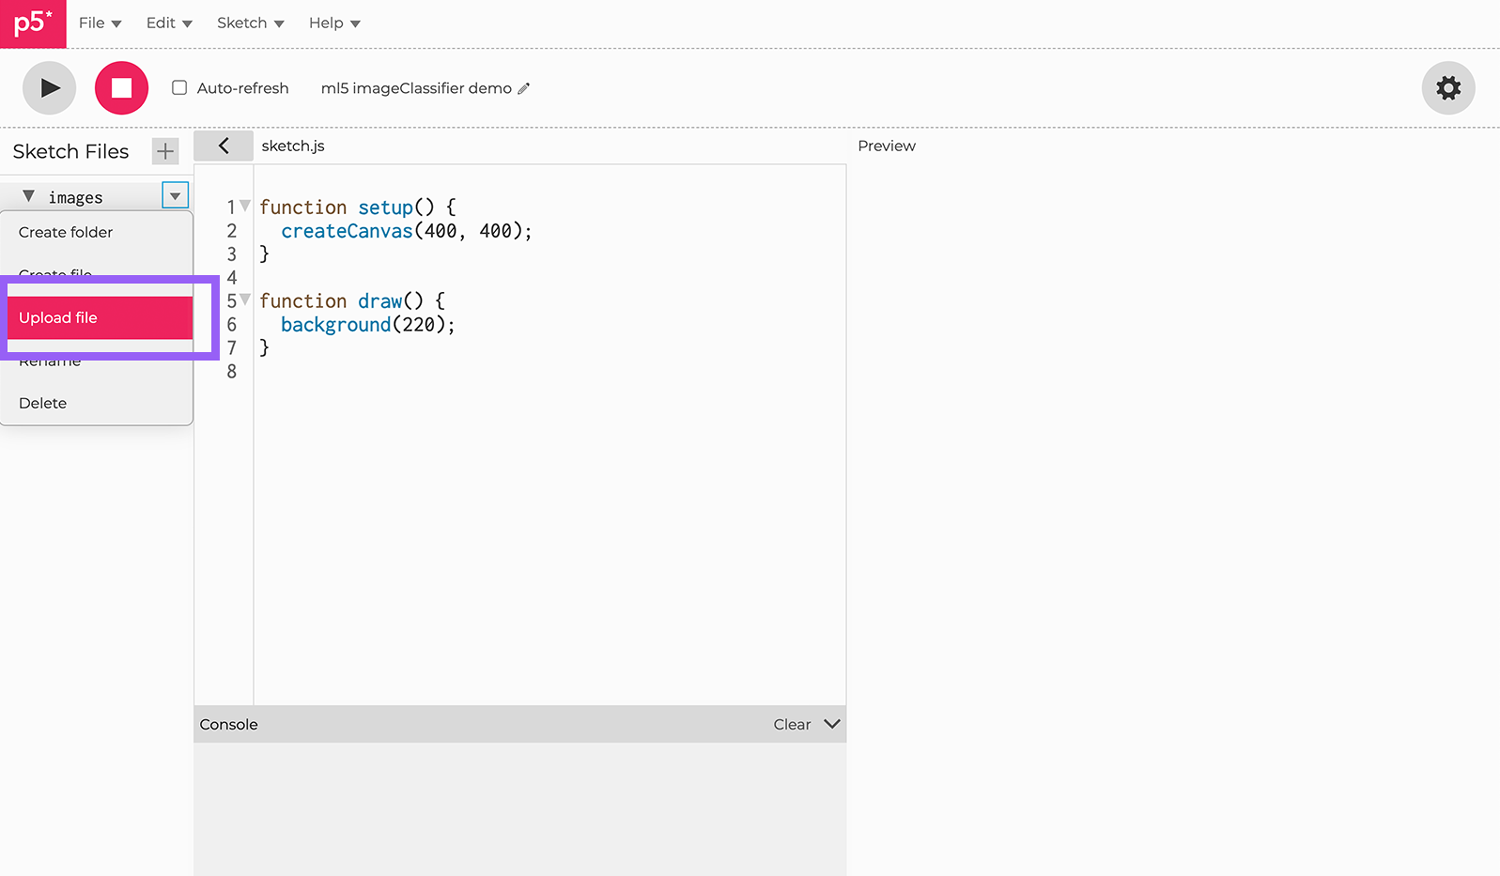 p5* File Edit Sketch Help
Auto-refresh ml5 imageClassifier demo
Sketch Files + sketch.js Preview
images
Create folder
Create file
Upload file
Rename
Delete
1 function setup() {
2 createCanvas(400, 400);
3 }
4
5 function draw() {
6 background(220);
7 }
8
Console Clear